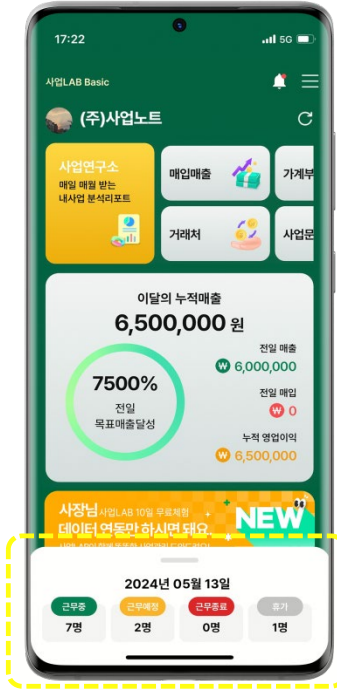 17:22 5G
사업LAB Basic
(주)사업노트
사업연구소
매일 매월 받는
내사업 분석리포트
매입매출
가계부
거래처
사업문
이달의 누적매출
6,500,000 원
7500%
전일
목표매출달성
전일 매출
₩ 6,000,000
전일 매입
₩ 0
누적 영업이익
₩ 6,500,000
사장님 사업LAB 10일 무료체험
데이터 연동만 하시면 돼요
NEW
2024년 05월 13일
근무중 근무예정 근무종료 휴가
7명 2명 0명 1명